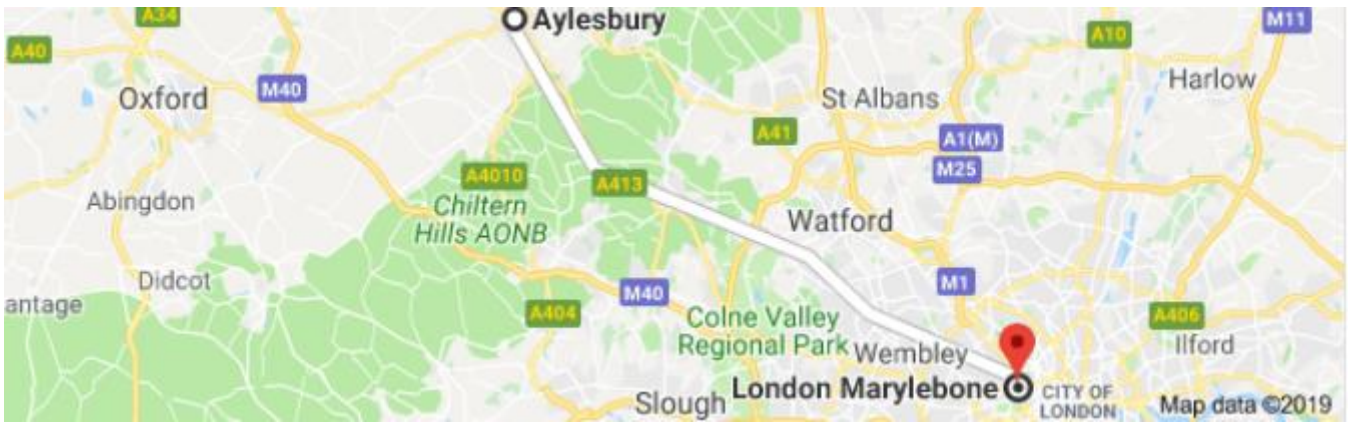 A34
Aylesbury
M11
A40
A10
Oxford
M40
St Albans
Harlow
A41
A1(M)
M25
A4010
A413
Abingdon
Chiltern
Hills AONB
Watford
Didcot
M1
M40
antage
A404
Colne Valley
Regional Park
A406
Wembley
Ilford
London Marylebone
CITY OF
LONDON
Slough
Map data ©2019